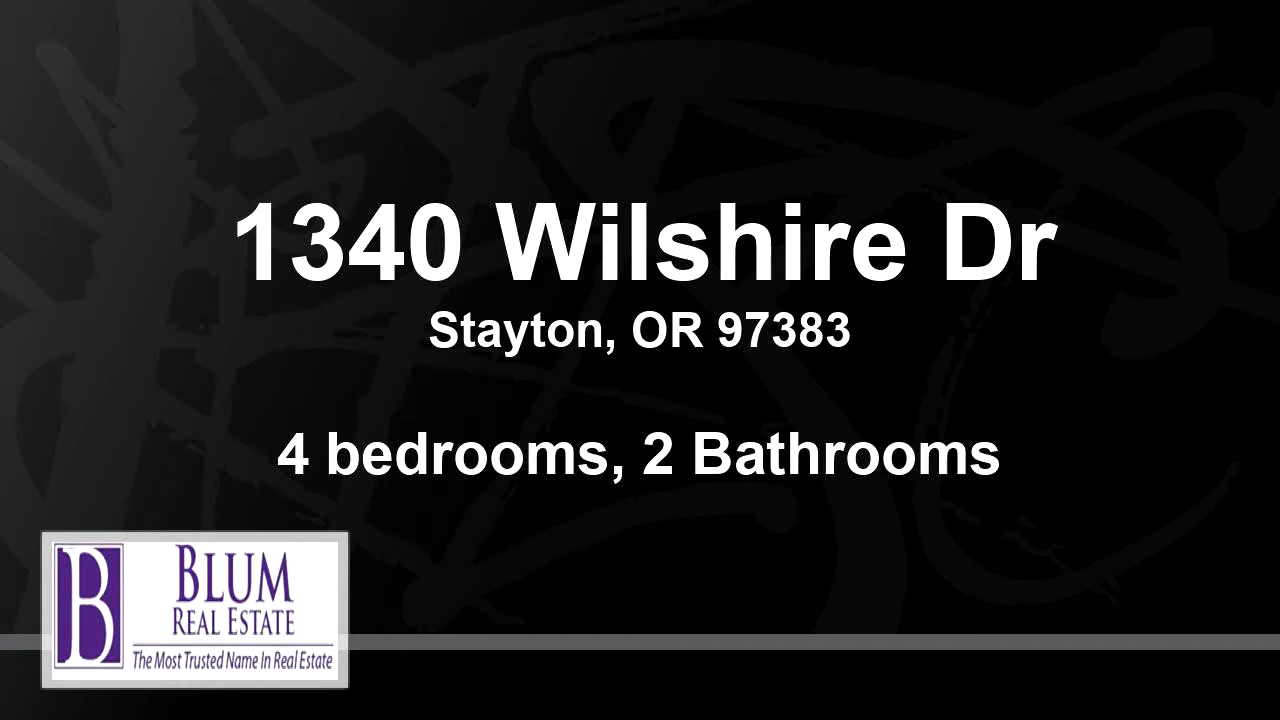 1340 Wilshire Dr
Stayton, OR 97383
4 bedrooms, 2 Bathrooms
B
BLUM
REAL ESTATE
The Most Trusted Name In Real Estate